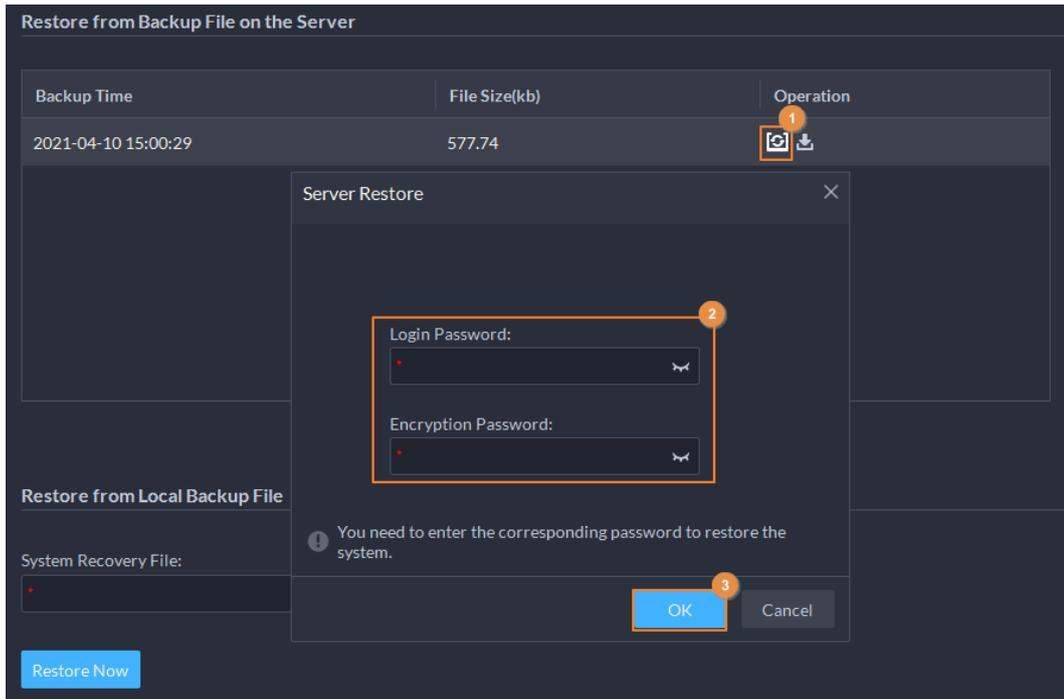 Restore from Backup File on the Server
Backup Time File Size(kb) Operation
1
2021-04-10 15:00:29 577.74
Server Restore
2
Login Password:
*
Encryption Password:
*
Restore from Local Backup File
You need to enter the corresponding password to restore the
system.
System Recovery File:
*
3
OK Cancel
Restore Now